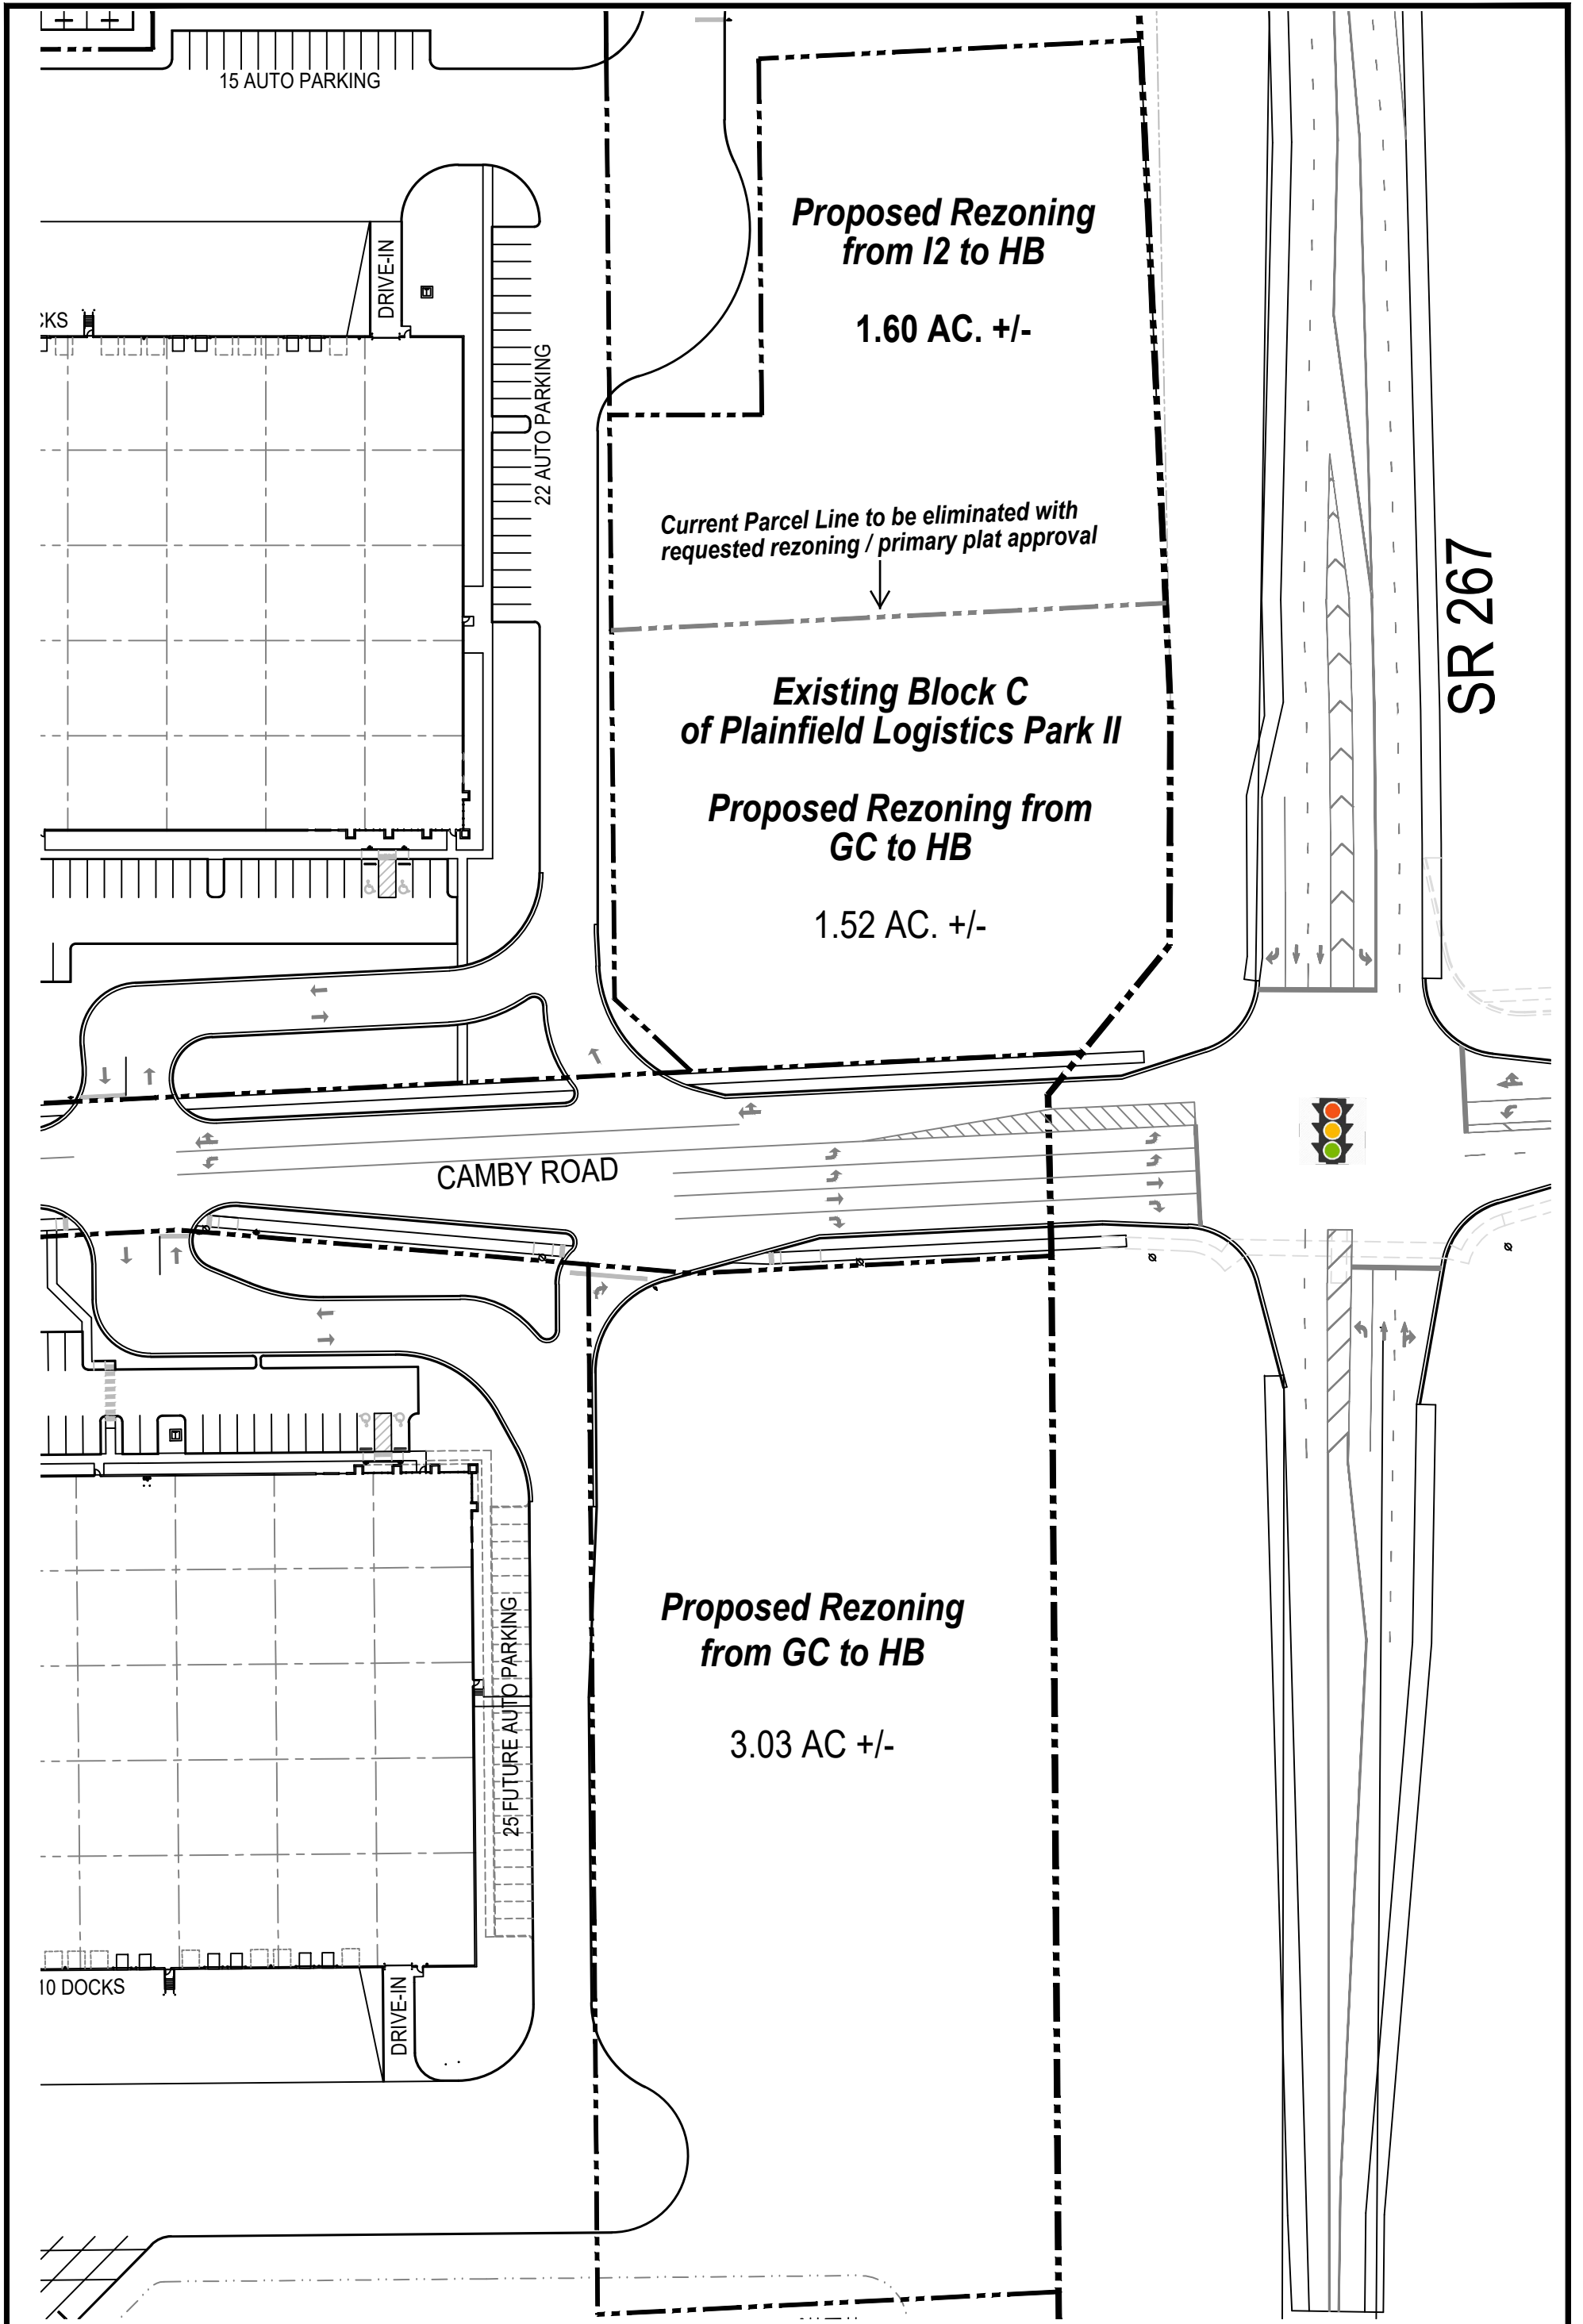 15 AUTO PARKING
DRIVE-IN
Proposed Rezoning
from I2 to HB
1.60 AC. +/-
22 AUTO PARKING
Current Parcel Line to be eliminated with
requested rezoning / primary plat approval
SR 267
Existing Block C
of Plainfield Logistics Park II
Proposed Rezoning from
GC to HB
1.52 AC. +/-
CAMBY ROAD
Proposed Rezoning
from GC to HB
3.03 AC +/-
25 FUTURE AUTO PARKING
10 DOCKS
DRIVE-IN